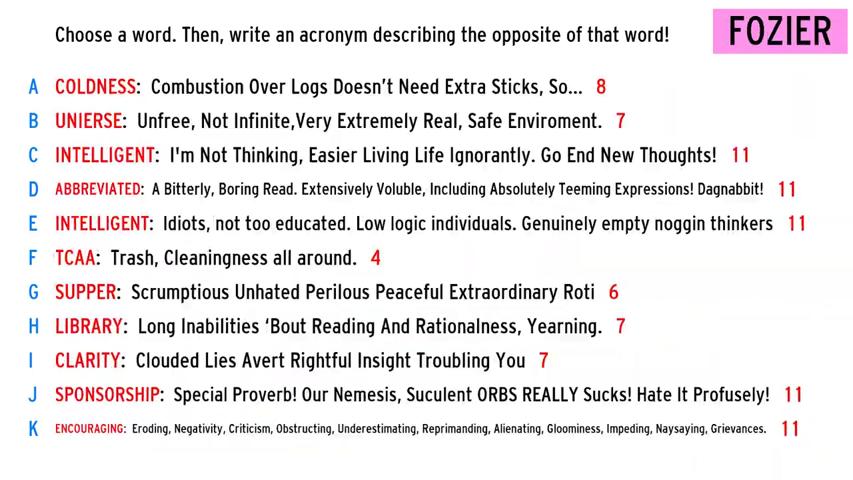 Choose a word. Then, write an acronym describing the opposite of that word!
FOZIER
A COLDNESS: Combustion Over Logs Doesn't Need Extra Sticks, So... 8
B UNIERSE: Unfree, Not Infinite,Very Extremely Real, Safe Enviroment. 7
C INTELLIGENT: I'm Not Thinking, Easier Living Life Ignorantly. Go End New Thoughts! 11
D ABBREVIATED: A Bitterly, Boring Read. Extensively Voluble, Including Absolutely Teeming Expressions! Dagnabbit! 11
E INTELLIGENT: Idiots, not too educated. Low logic individuals. Genuinely empty noggin thinkers 11
F TCAA: Trash, Cleaningness all around. 4
G SUPPER: Scrumptious Unhated Perilous Peaceful Extraordinary Roti 6
H LIBRARY: Long Inabilities 'Bout Reading And Rationalness, Yearning. 7
I CLARITY: Clouded Lies Avert Rightful Insight Troubling You 7
J SPONSORSHIP: Special Proverb! Our Nemesis, Suculent ORBS REALLY Sucks! Hate It Profusely! 11
K ENCOURAGING: Eroding, Negativity, Criticism, Obstructing, Underestimating, Reprimanding, Alienating, Gloominess, Impeding, Naysaying, Grievances. 11